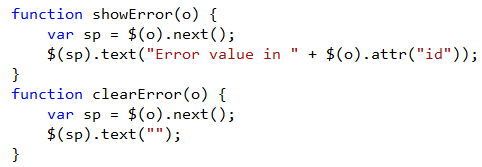 function showError(o) {
    var sp = $(o).next();
    $(sp).text("Error value in " + $(o).attr("id"));
}
function clearError(o) {
    var sp = $(o).next();
    $(sp).text("");
}